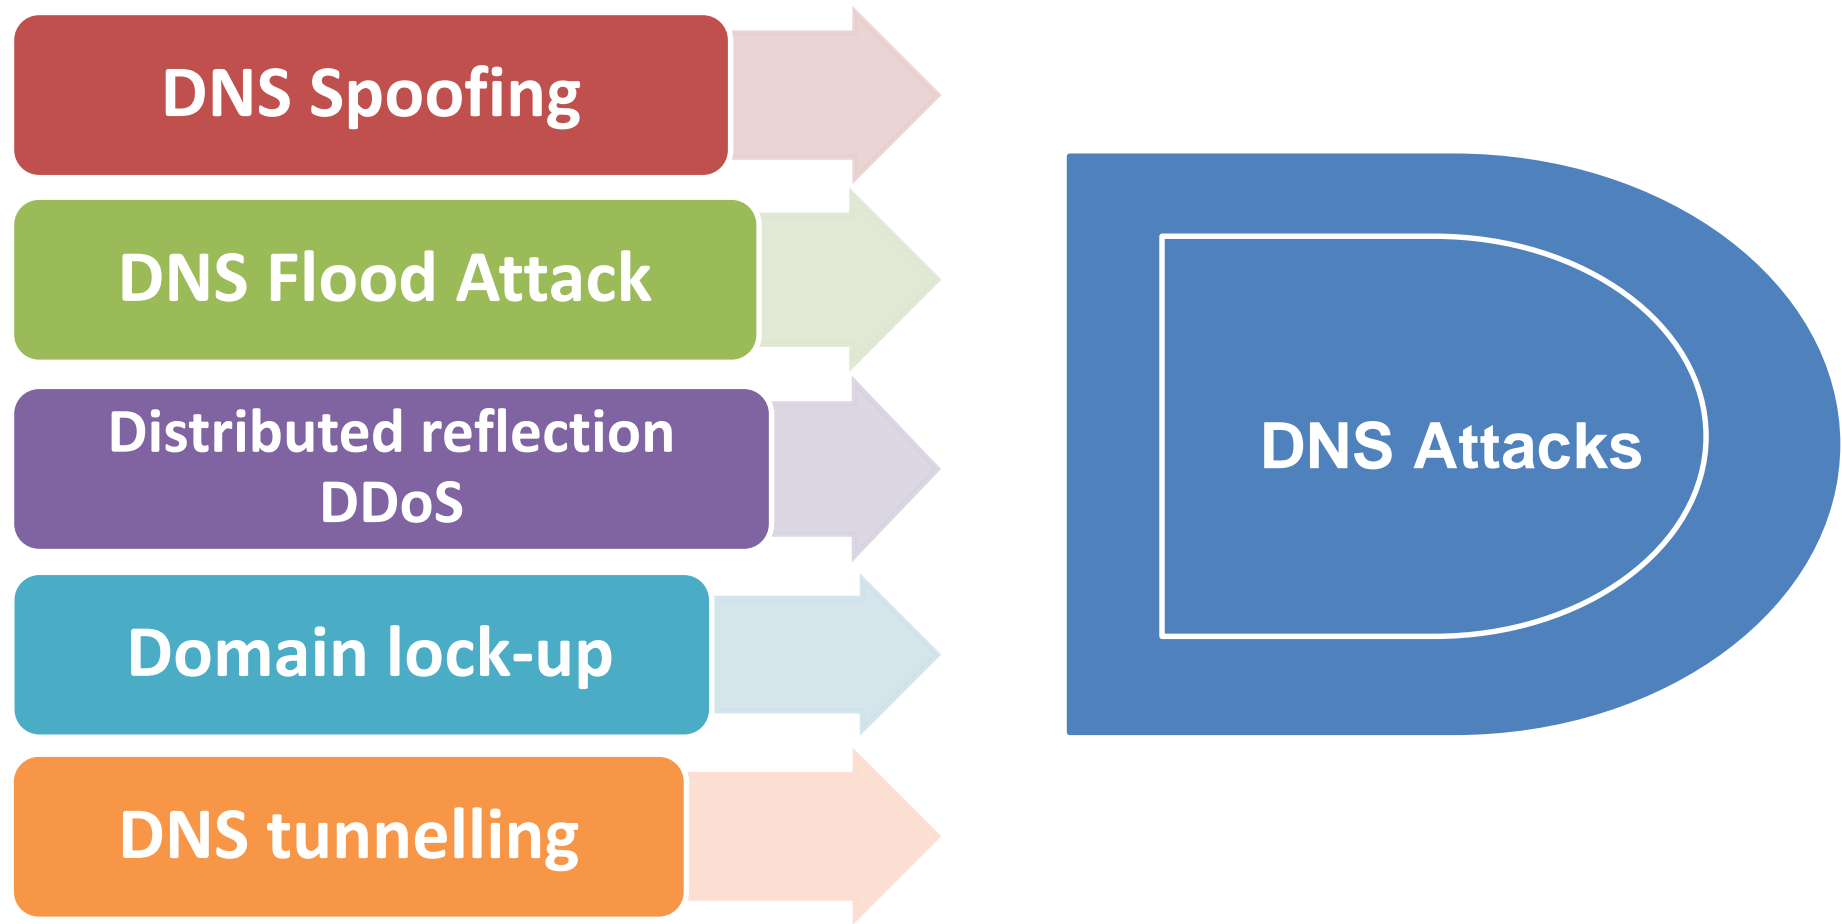 DNS Spoofing
DNS Flood Attack
Distributed reflection
DDoS
Domain lock-up
DNS tunnelling
DNS Attacks